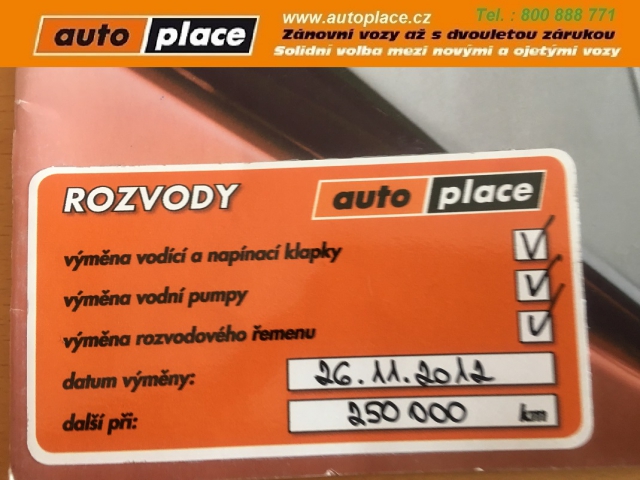 auto place
www.autoplace.cz
Tel. : 800 888 771
Zánovní vozy až s dvouletou zárukou
Solidní volba mezi novými a ojetými vozy
ROZVODY
auto place
výměna vodící a napínací klapky
výměna vodní pumpy
výměna rozvodového řemenu
datum výměny: 26.11.2012
další při: 250 000 km